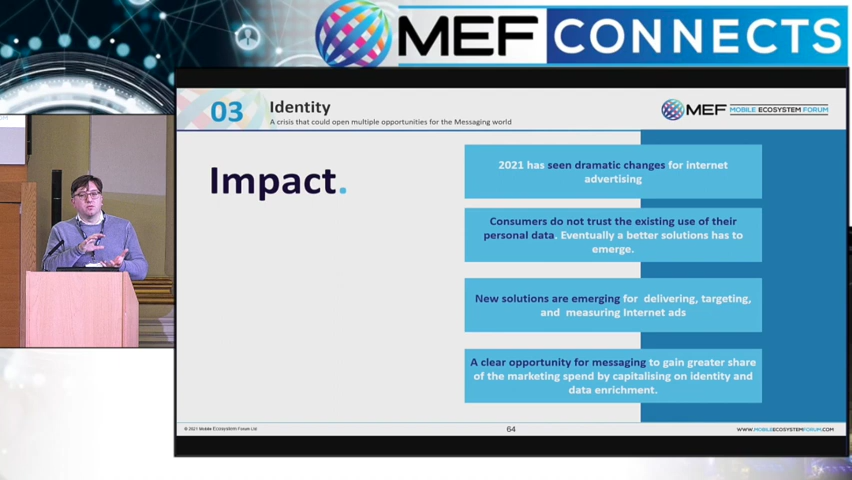 MEF CONNECTS
03
Identity
A crisis that could open multiple opportunities for the Messaging world
MEF MOBILE ECOSYSTEM FORUM
Impact.
2021 has seen dramatic changes for internet
advertising
Consumers do not trust the existing use of their
personal data. Eventually a better solutions has to
emerge.
New solutions are emerging for delivering, targeting,
and measuring Internet ads
A clear opportunity for messaging to gain greater share
of the marketing spend by capitalising on identity and
data enrichment.
© 2021 Mobile Ecosystem Forum Ltd
64
WWW.MOBILEECOSYSTEMFORUM.COM